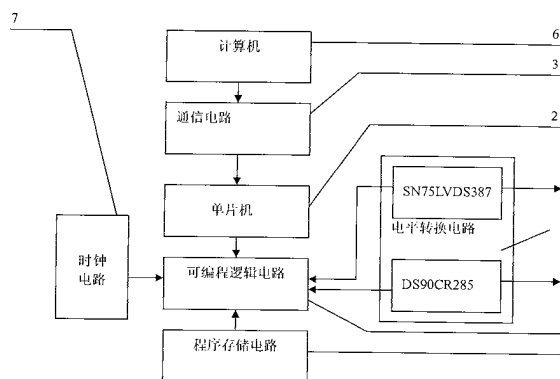 7
计算机
6
通信电路
3
单片机
2
SN75LVDS387
电平转换电路
DS90CR285
时钟
电路
可编程逻辑电路
程序存储电路